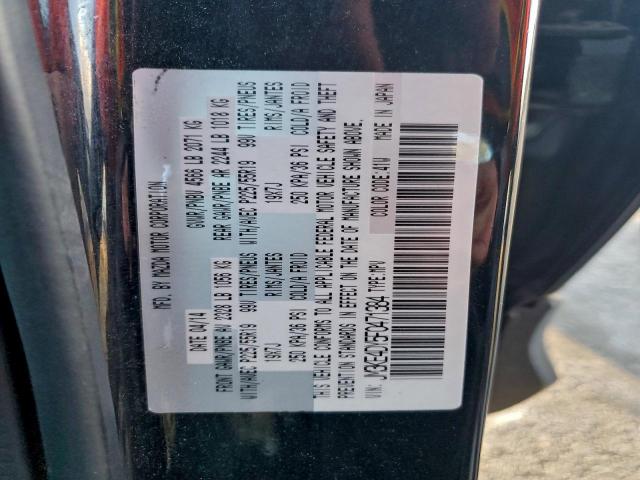 MFD. BY MAZDA MOTOR CORPORATION
DATE: 04/14 GVWR/PNBV 4566 LB 2071 KG
FRONT GAWR/PNBE AV 2328 LB 1056 KG REAR GAWR/PNBE AR 2244 LB 1018 KG
WITH/AVEC P225/55R19 99V TIRES/PNEUS WITH/AVEC P225/55R19 99V TIRES/PNEUS
19X7J RIMS/JANTES 19X7J RIMS/JANTES
250 KPA/36 PSI COLD/A FROID 250 KPA/36 PSI COLD/A FROID
THIS VEHICLE CONFORMS TO ALL APPLICABLE FEDERAL MOTOR VEHICLE SAFETY AND THEFT
PREVENTION STANDARDS IN EFFECT ON THE DATE OF MANUFACTURE SHOWN ABOVE.
VIN: TYPE: MPV COLOR CODE: 41W MADE IN JAPAN